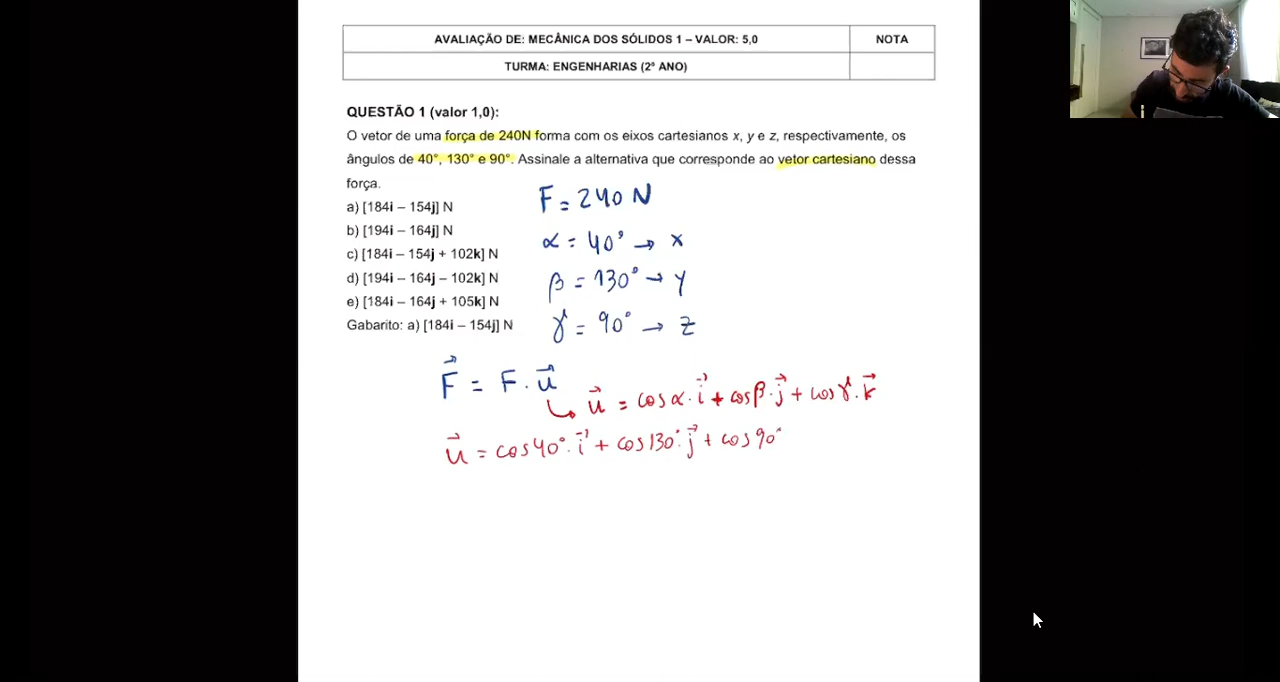 AVALIAÇÃO DE: MECÂNICA DOS SÓLIDOS 1 – VALOR: 5,0
NOTA
TURMA: ENGENHARIAS (2º ANO)
QUESTÃO 1 (valor 1,0):
O vetor de uma força de 240N forma com os eixos cartesianos x, y e z, respectivamente, os
ângulos de 40°, 130° e 90°. Assinale a alternativa que corresponde ao vetor cartesiano dessa
força.
a) [184i – 154j] N
b) [194i – 164j] N
c) [184i – 154j + 102k] N
d) [194i – 164j – 102k] N
e) [184i – 164j + 105k] N
Gabarito: a) [184i – 154j] N
F = 240 N
α = 40° → x
β = 130° → y
γ = 90° → z
F⃗ = F . u⃗
↳ u⃗ = cos α . i⃗ + cos β . j⃗ + cos γ . k⃗
u⃗ = cos 40° . i⃗ + cos 130° . j⃗ + cos 90°